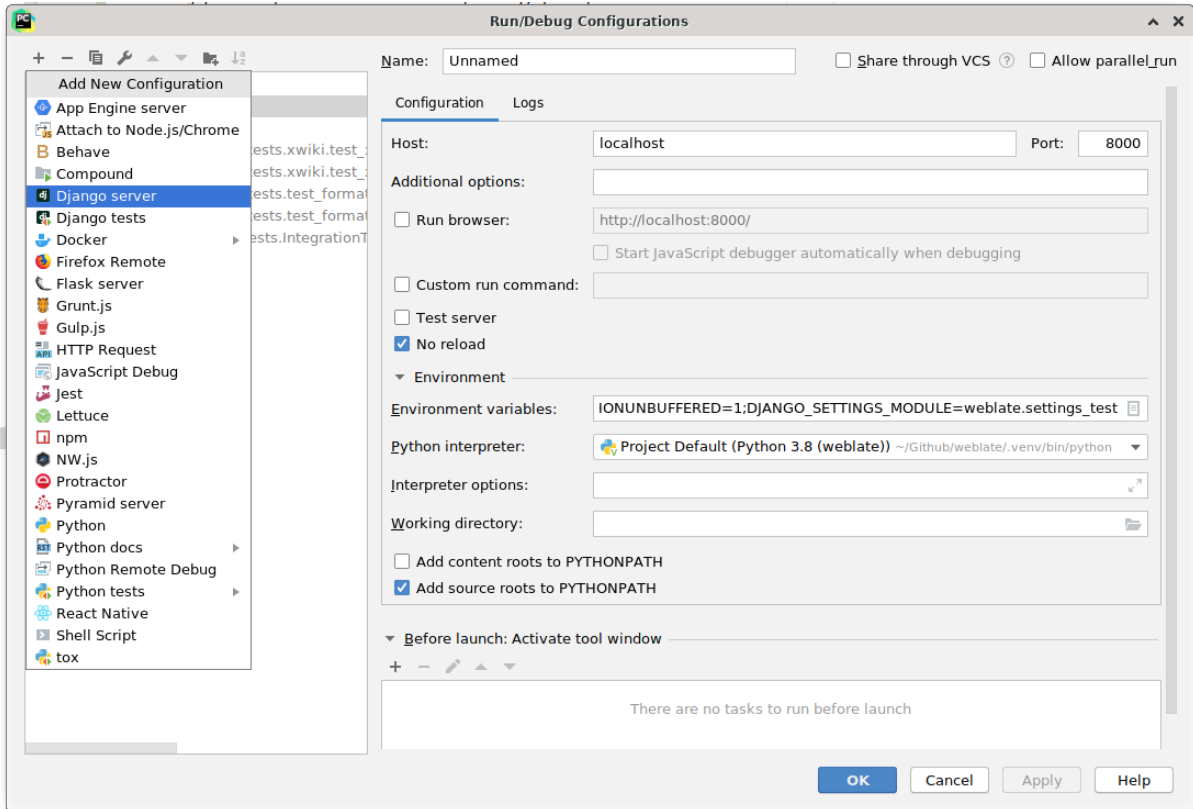 PC
Run/Debug Configurations
Add New Configuration
App Engine server
Attach to Node.js/Chrome
Behave
Compound
Django server
Django tests
Docker
Firefox Remote
Flask server
Grunt.js
Gulp.js
HTTP Request
JavaScript Debug
Jest
Lettuce
npm
NW.js
Protractor
Pyramid server
Python
Python docs
Python Remote Debug
Python tests
React Native
Shell Script
tox
ests.xwiki.test_
ests.xwiki.test_
ests.test_format
ests.test_format
ests.IntegrationT
Name: Unnamed Share through VCS ? Allow parallel run
Configuration Logs
Host: localhost Port: 8000
Additional options:
Run browser: http://localhost:8000/
Start JavaScript debugger automatically when debugging
Custom run command:
Test server
No reload
Environment
Environment variables: IONUNBUFFERED=1;DJANGO_SETTINGS_MODULE=weblate.settings_test
Python interpreter: Project Default (Python 3.8 (weblate)) ~/Github/weblate/.venv/bin/python
Interpreter options:
Working directory:
Add content roots to PYTHONPATH
Add source roots to PYTHONPATH
Before launch: Activate tool window
There are no tasks to run before launch
OK Cancel Apply Help